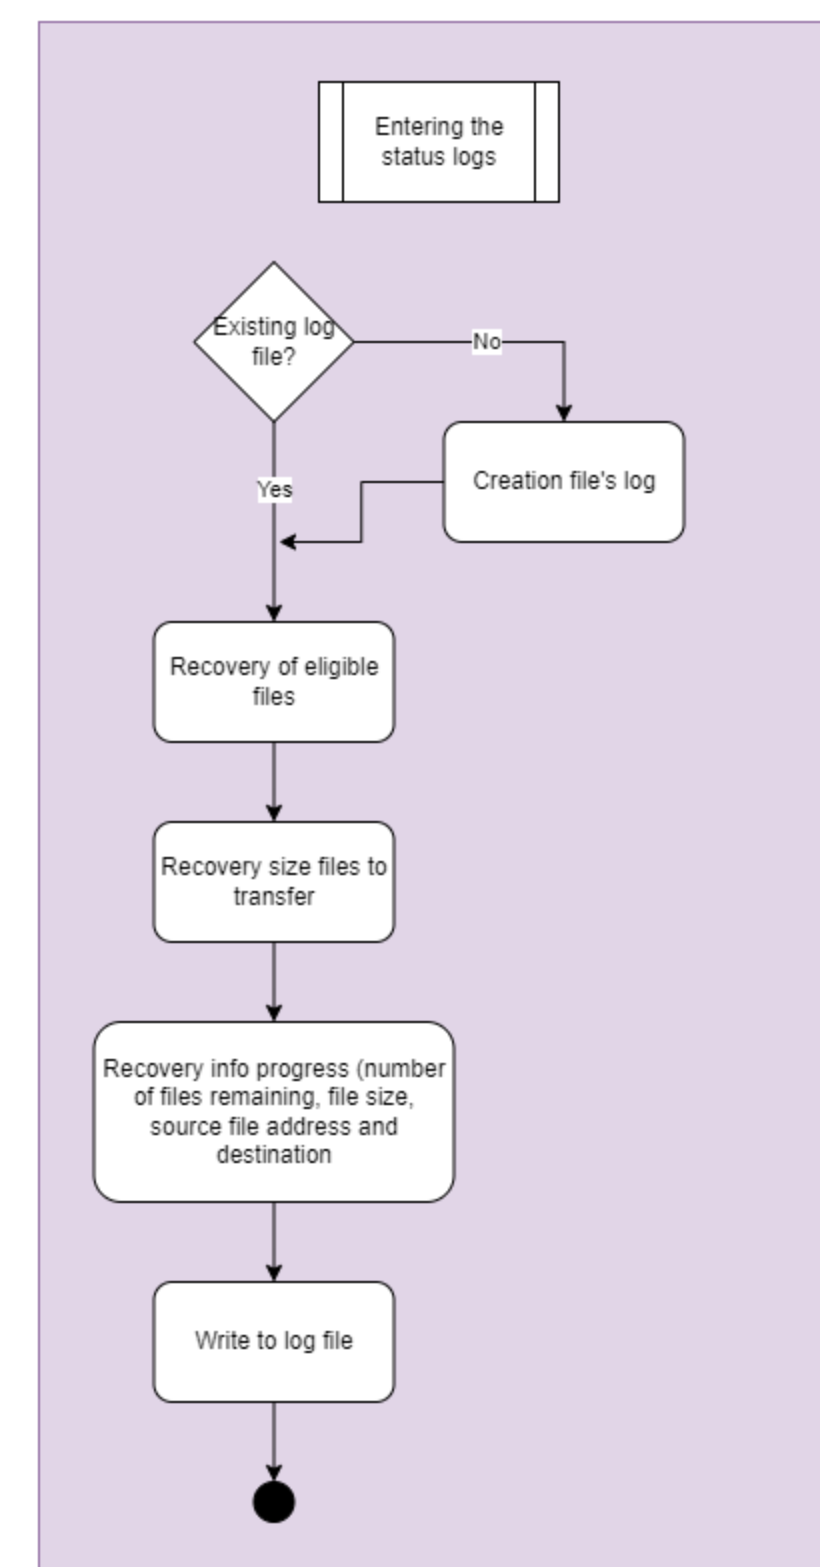 Entering the
status logs
Existing log
file?
No
Creation file's log
Yes
Recovery of eligible
files
Recovery size files to
transfer
Recovery info progress (number
of files remaining, file size,
source file address and
destination
Write to log file